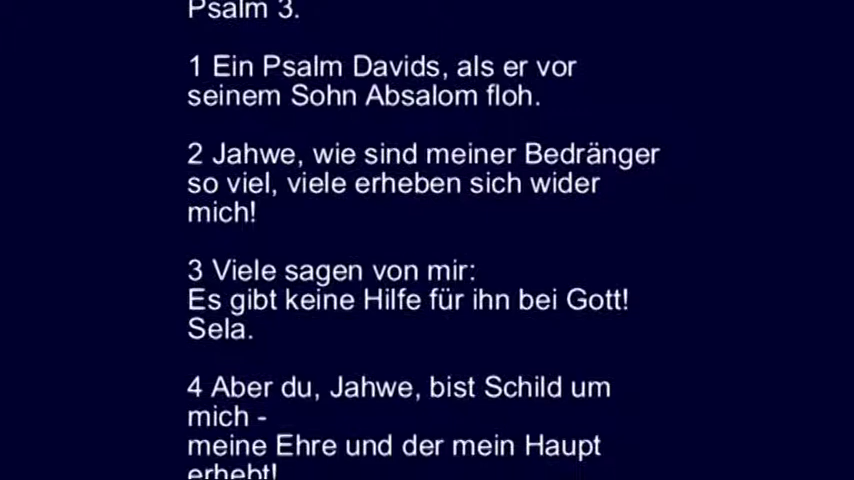 Psalm 3.
1 Ein Psalm Davids, als er vor
seinem Sohn Absalom floh.
2 Jahwe, wie sind meiner Bedränger
so viel, viele erheben sich wider
mich!
3 Viele sagen von mir:
Es gibt keine Hilfe für ihn bei Gott!
Sela.
4 Aber du, Jahwe, bist Schild um
mich -
meine Ehre und der mein Haupt
erhebt!